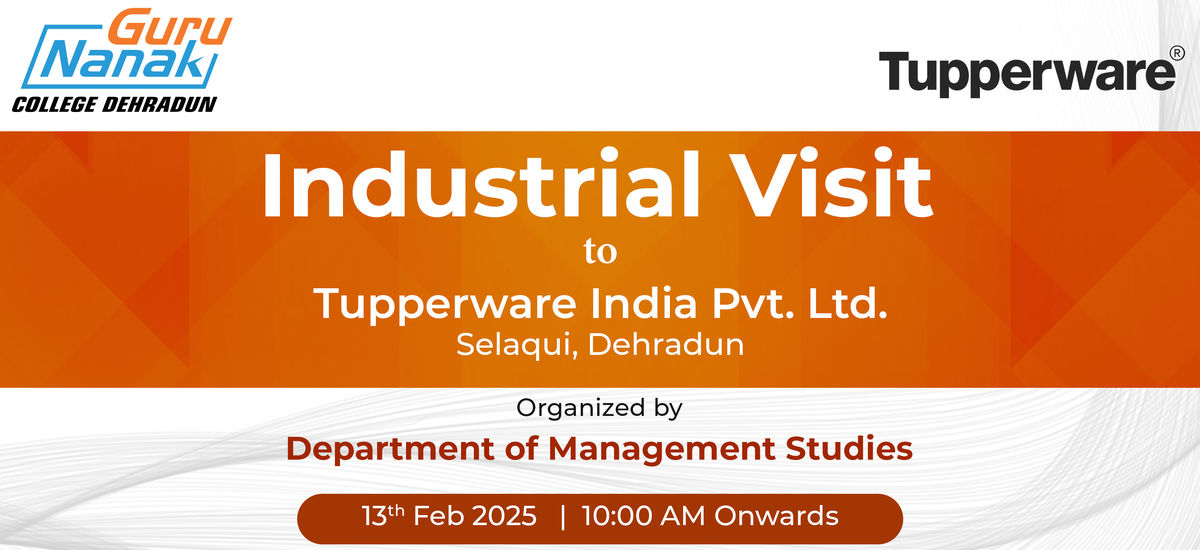 Guru
Nanak
COLLEGE DEHRADUN
Tupperware®
Industrial Visit
to
Tupperware India Pvt. Ltd.
Selaqui, Dehradun
Organized by
Department of Management Studies
13th Feb 2025 | 10:00 AM Onwards